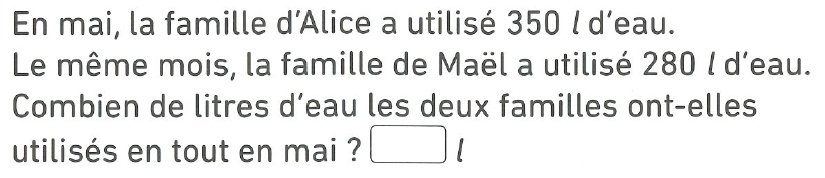 En mai, la famille d'Alice a utilisé 350 l d'eau.
Le même mois, la famille de Maël a utilisé 280 l d'eau.
Combien de litres d'eau les deux familles ont-elles
utilisés en tout en mai ? l